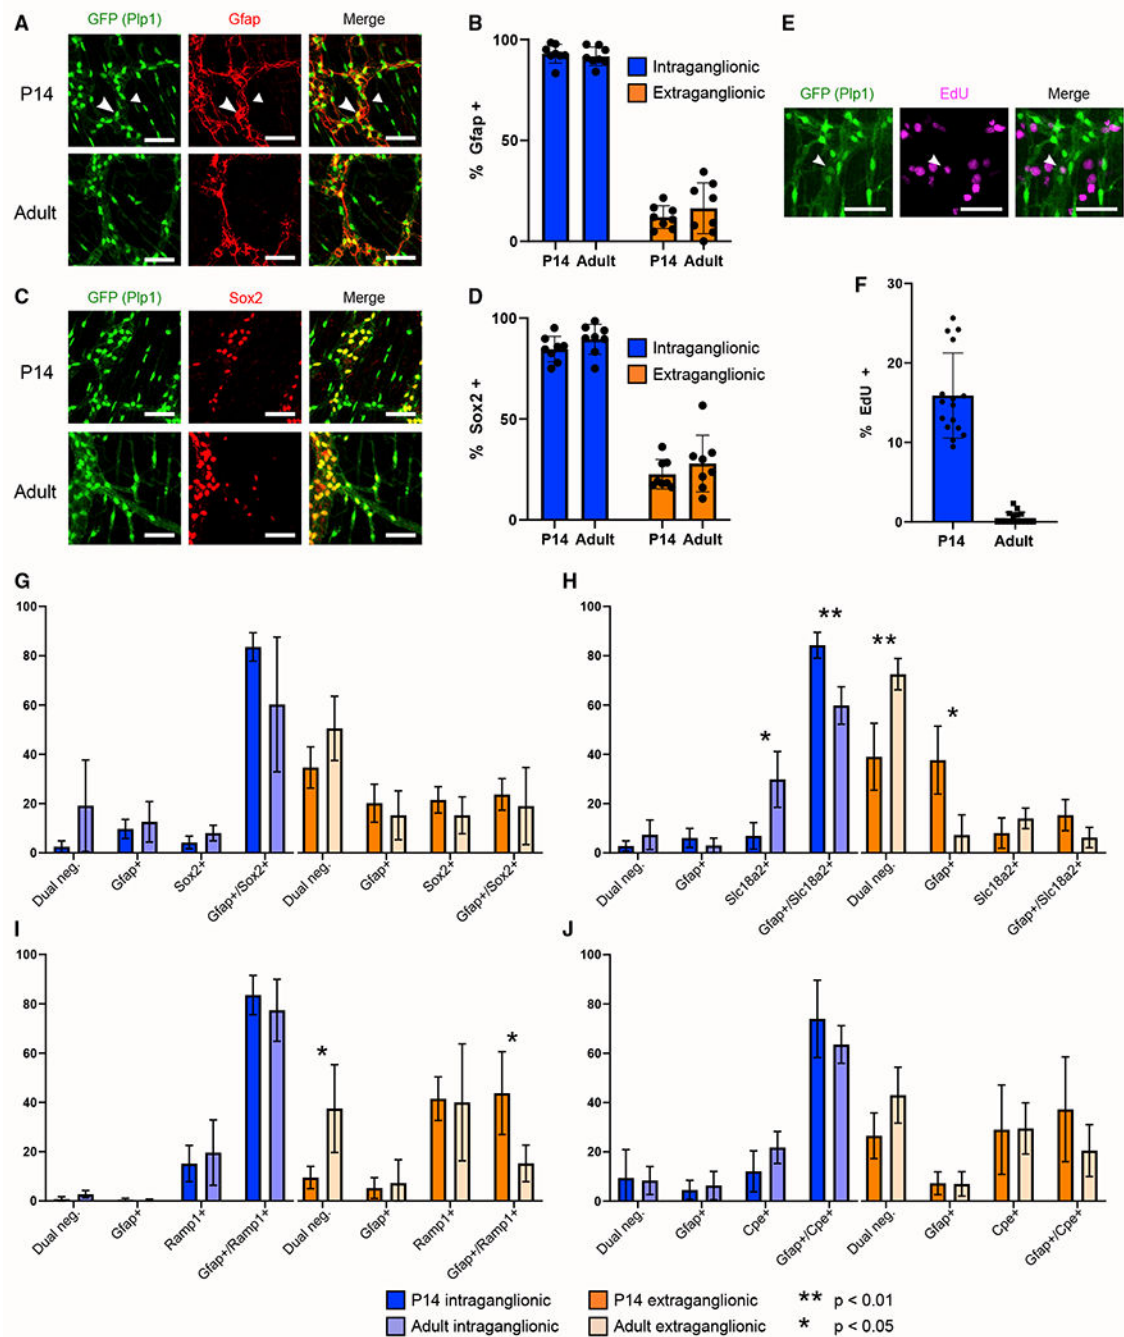 A
GFP (Plp1) Gfap Merge
P14
Adult
B
% Gfap +
100
50
0
Intraganglionic
Extraganglionic
P14 Adult P14 Adult
E
GFP (Plp1) EdU Merge
C
GFP (Plp1) Sox2 Merge
P14
Adult
D
% Sox2 +
100
50
0
Intraganglionic
Extraganglionic
P14 Adult P14 Adult
F
% EdU +
30
20
10
0
P14 Adult
G
100
80
60
40
20
0
Dual neg. Gfap+ Sox2+ Gfap+/Sox2+ Dual neg. Gfap+ Sox2+ Gfap+/Sox2+
H
100
80
60
40
20
0
* ** ** *
Dual neg. Gfap+ Slc18a2+ Gfap+/Slc18a2+ Dual neg. Gfap+ Slc18a2+ Gfap+/Slc18a2+
I
100
80
60
40
20
0
* *
Dual neg. Gfap+ Ramp1+ Gfap+/Ramp1+ Dual neg. Gfap+ Ramp1+ Gfap+/Ramp1+
J
100
80
60
40
20
0
Dual neg. Gfap+ Cpe+ Gfap+/Cpe+ Dual neg. Gfap+ Cpe+ Gfap+/Cpe+
P14 intraganglionic P14 extraganglionic ** p < 0.01
Adult intraganglionic Adult extraganglionic * p < 0.05